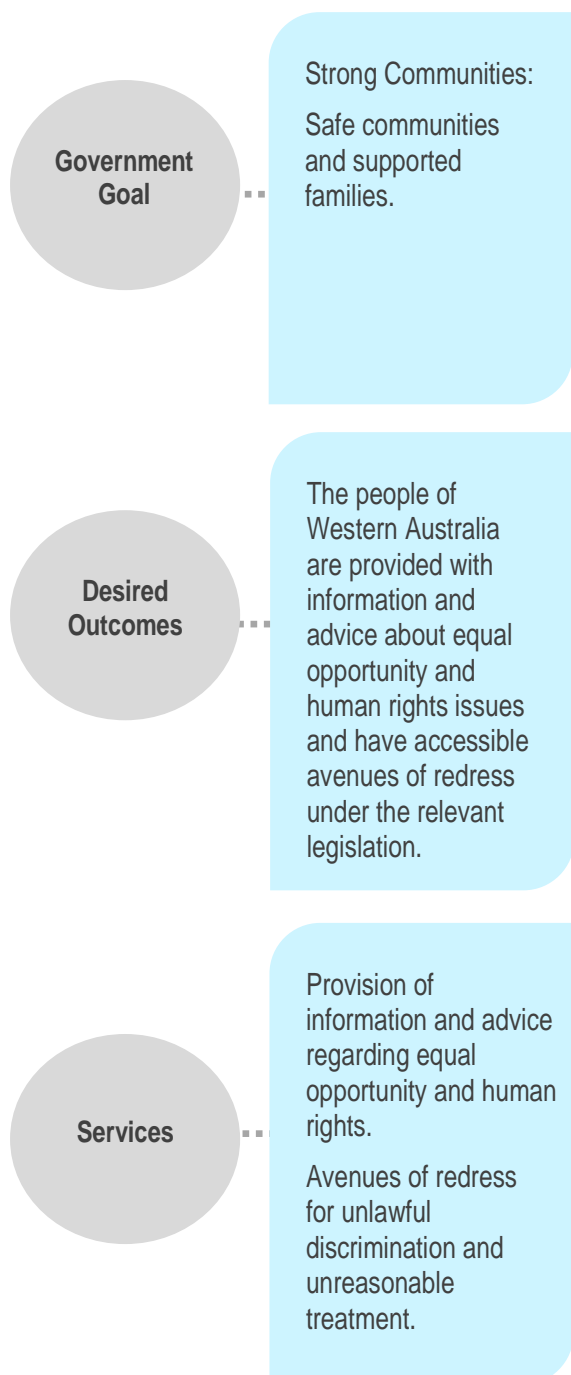 Government
Goal
Strong Communities:
Safe communities
and supported
families.
Desired
Outcomes
The people of
Western Australia
are provided with
information and
advice about equal
opportunity and
human rights issues
and have accessible
avenues of redress
under the relevant
legislation.
Services
Provision of
information and advice
regarding equal
opportunity and human
rights.
Avenues of redress
for unlawful
discrimination and
unreasonable
treatment.